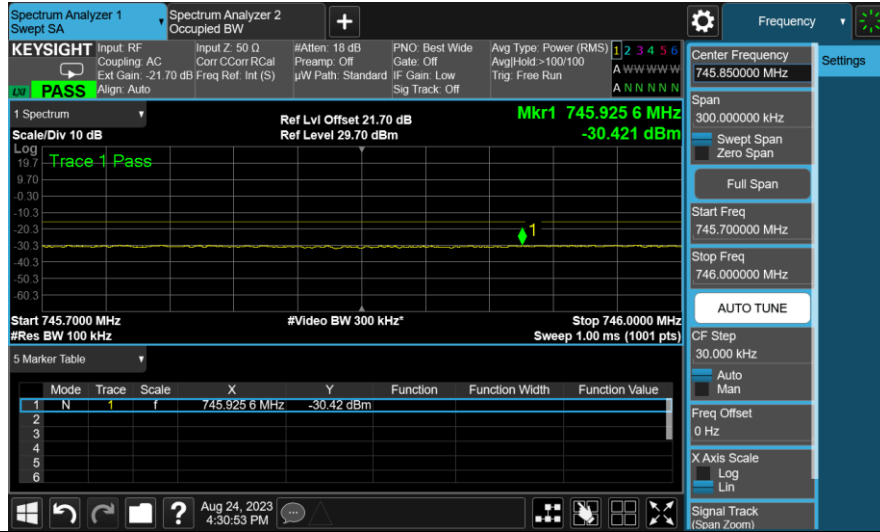 Spectrum Analyzer 1
Swept SA
Spectrum Analyzer 2
Occupied BW
+
Frequency
KEYSIGHT
Input: RF
Coupling: AC
Ext Gain: -21.70 dB
Align: Auto
Input Z: 50 Ω
Corr CCorr RCal
Freq Ref: Int (S)
#Atten: 18 dB
Preamp: Off
µW Path: Standard
PNO: Best Wide
Gate: Off
IF Gain: Low
Sig Track: Off
Avg Type: Power (RMS)
Avg|Hold:>100/100
Trig: Free Run
1 2 3 4 5 6
A W W W W W
A N N N N N
LXI PASS
1 Spectrum
Scale/Div 10 dB
Ref Lvl Offset 21.70 dB
Ref Level 29.70 dBm
Mkr1 745.925 6 MHz
-30.421 dBm
Log
Trace 1 Pass
19.7
9.70
-0.30
-10.3
-20.3
-30.3
-40.3
-50.3
-60.3
1
Start 745.7000 MHz
#Res BW 100 kHz
#Video BW 300 kHz*
Stop 746.0000 MHz
Sweep 1.00 ms (1001 pts)
5 Marker Table
Mode Trace Scale X Y Function Function Width Function Value
1 N 1 f 745.925 6 MHz -30.42 dBm
2
3
4
5
6
Aug 24, 2023
4:30:53 PM
?
Center Frequency
745.850000 MHz
Settings
Span
300.000000 kHz
Swept Span
Zero Span
Full Span
Start Freq
745.700000 MHz
Stop Freq
746.000000 MHz
AUTO TUNE
CF Step
30.000 kHz
Auto
Man
Freq Offset
0 Hz
X Axis Scale
Log
Lin
Signal Track
(Span Zoom)